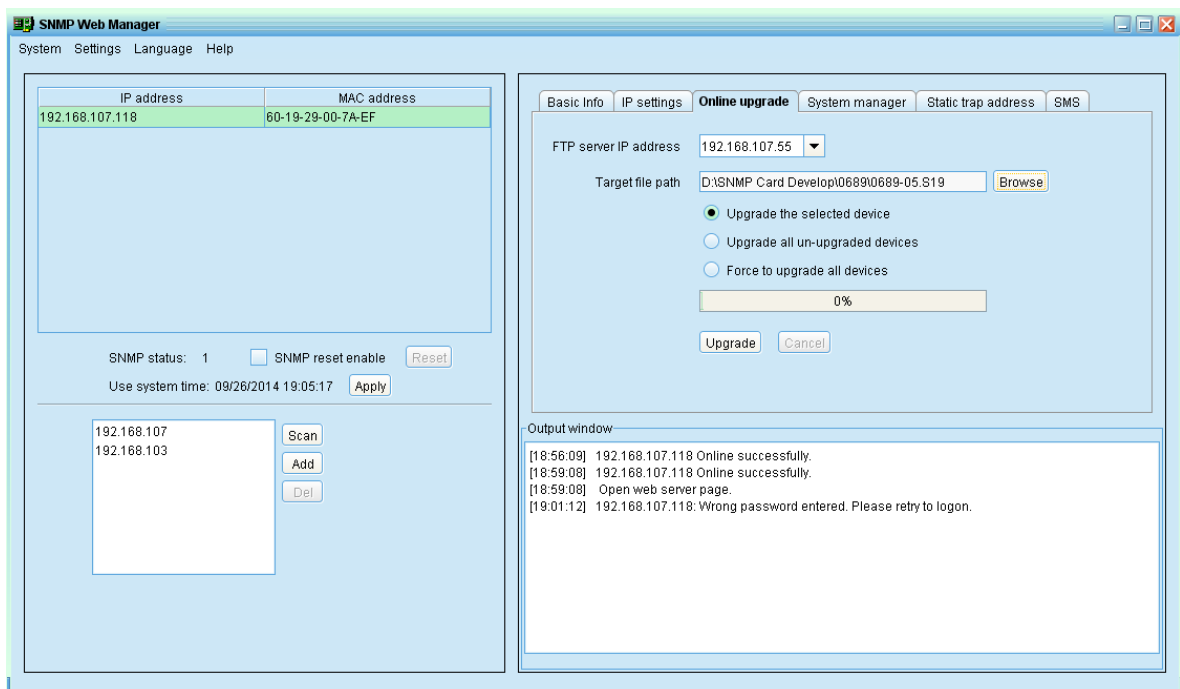 SNMP Web Manager
System Settings Language Help
IP address MAC address
192.168.107.118 60-19-29-00-7A-EF
SNMP status: 1 SNMP reset enable Reset
Use system time: 09/26/2014 19:05:17 Apply
192.168.107
192.168.103
Scan
Add
Del
Basic Info IP settings Online upgrade System manager Static trap address SMS
FTP server IP address 192.168.107.55
Target file path D:\SNMP Card Develop\0689\0689-05.S19 Browse
Upgrade the selected device
Upgrade all un-upgraded devices
Force to upgrade all devices
0%
Upgrade Cancel
Output window
[18:56:09] 192.168.107.118 Online successfully.
[18:59:08] 192.168.107.118 Online successfully.
[18:59:08] Open web server page.
[19:01:12] 192.168.107.118: Wrong password entered. Please retry to logon.